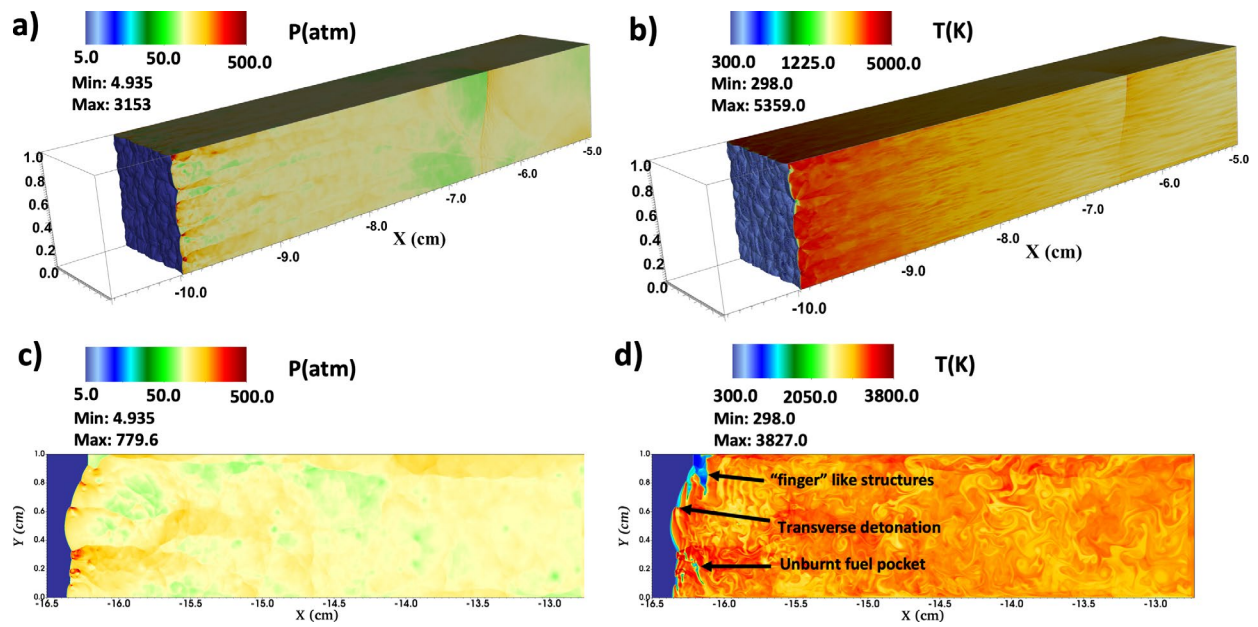 a)
P(atm)
5.0 50.0 500.0
Min: 4.935
Max: 3153
1.0
0.8
0.6
0.4
0.2
0.0
-10.0
-9.0
-8.0
-7.0
-6.0
-5.0
X (cm)
b)
T(K)
300.0 1225.0 5000.0
Min: 298.0
Max: 5359.0
1.0
0.8
0.6
0.4
0.2
0.0
-10.0
-9.0
-8.0
-7.0
-6.0
-5.0
X (cm)
c)
P(atm)
5.0 50.0 500.0
Min: 4.935
Max: 779.6
1.0
0.8
0.6
0.4
0.2
0.0
Y (cm)
-16.5 -16.0 -15.5 -15.0 -14.5 -14.0 -13.5 -13.0
X (cm)
d)
T(K)
300.0 2050.0 3800.0
Min: 298.0
Max: 3827.0
1.0
0.8
0.6
0.4
0.2
0.0
Y (cm)
“finger” like structures
Transverse detonation
Unburnt fuel pocket
-16.5 -16.0 -15.5 -15.0 -14.5 -14.0 -13.5 -13.0
X (cm)